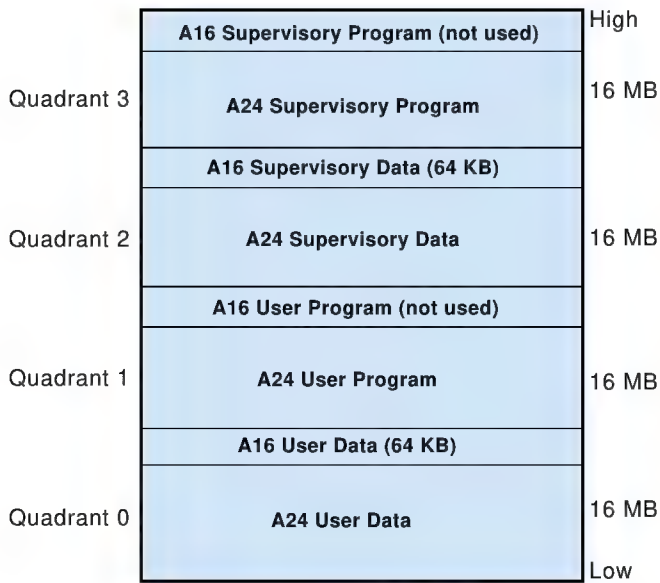 High
A16 Supervisory Program (not used)
Quadrant 3
A24 Supervisory Program
16 MB
A16 Supervisory Data (64 KB)
Quadrant 2
A24 Supervisory Data
16 MB
A16 User Program (not used)
Quadrant 1
A24 User Program
16 MB
A16 User Data (64 KB)
Quadrant 0
A24 User Data
16 MB
Low